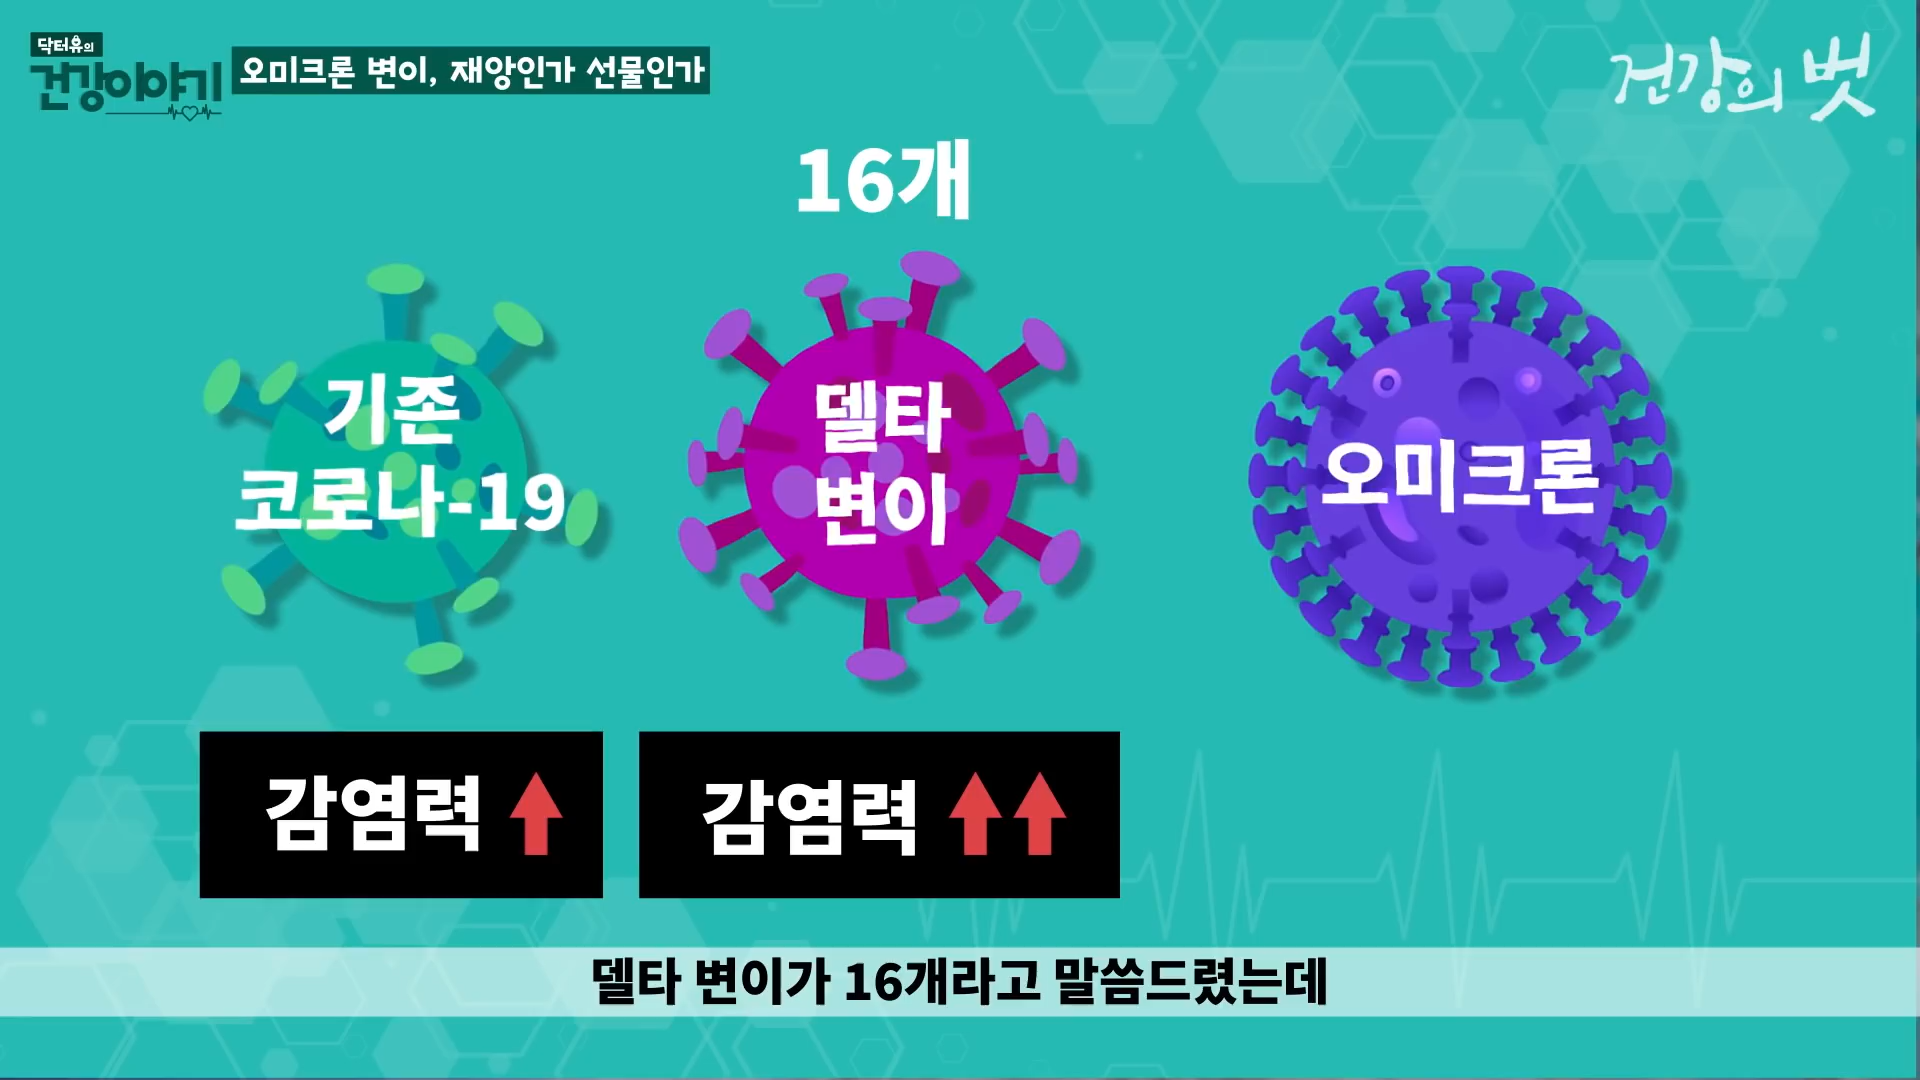 닥터유의
건강이야기
오미크론 변이, 재앙인가 선물인가
건강의 벗
16개
기존
코로나-19
델타
변이
오미크론
감염력
감염력
델타 변이가 16개라고 말씀드렸는데